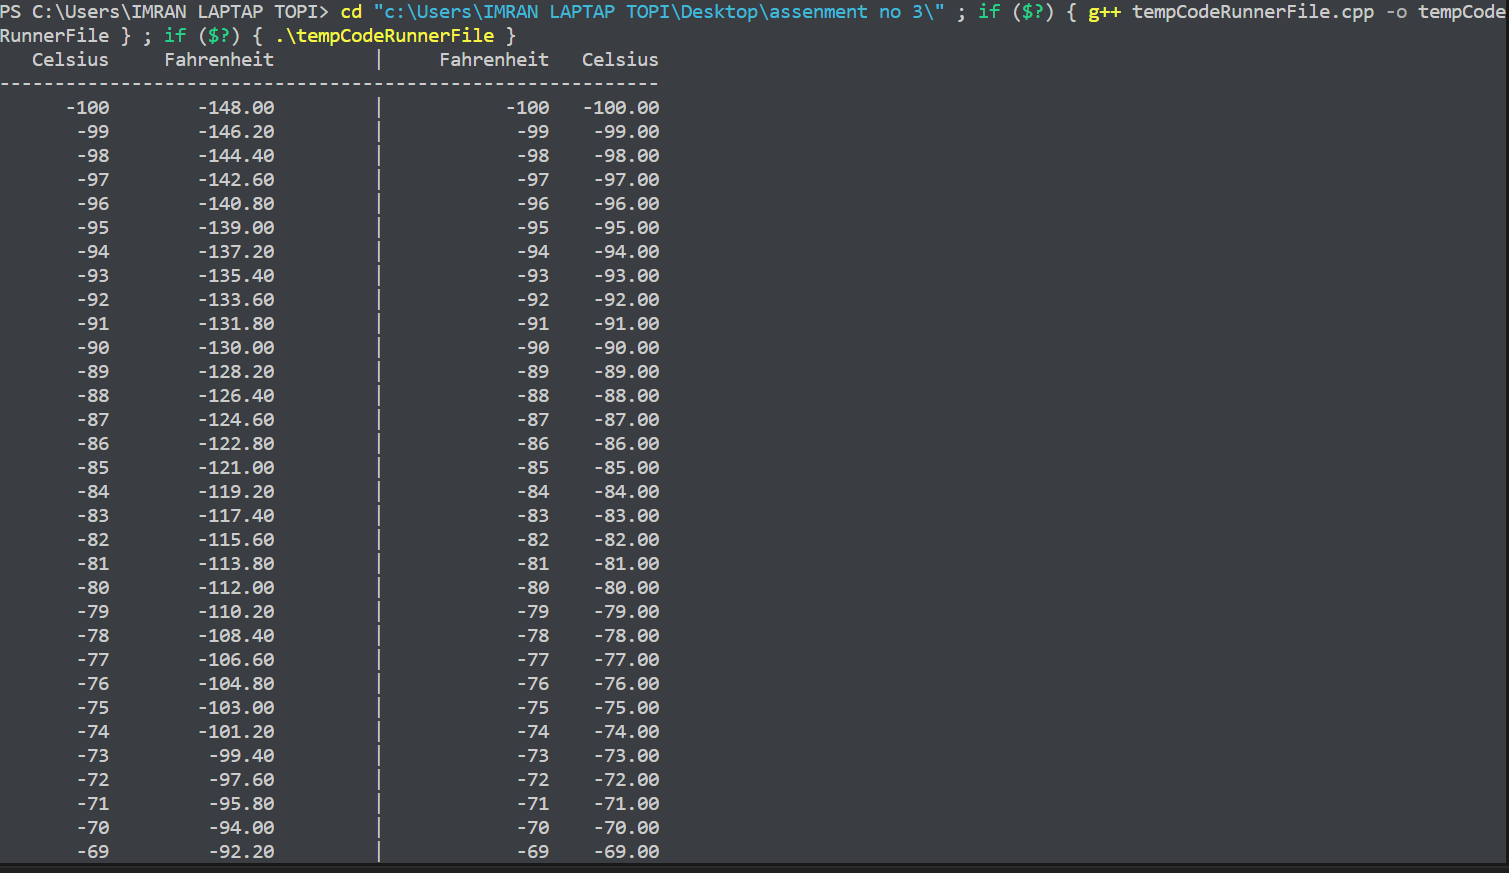 PS C:\Users\IMRAN LAPTAP TOPI> cd "c:\Users\IMRAN LAPTAP TOPI\Desktop\assenment no 3\" ; if ($?) { g++ tempCodeRunnerFile.cpp -o tempCode
RunnerFile } ; if ($?) { .\tempCodeRunnerFile }
Celsius Fahrenheit | Fahrenheit Celsius
------------------------------------------------------------
-100 -148.00 | -100 -100.00
-99 -146.20 | -99 -99.00
-98 -144.40 | -98 -98.00
-97 -142.60 | -97 -97.00
-96 -140.80 | -96 -96.00
-95 -139.00 | -95 -95.00
-94 -137.20 | -94 -94.00
-93 -135.40 | -93 -93.00
-92 -133.60 | -92 -92.00
-91 -131.80 | -91 -91.00
-90 -130.00 | -90 -90.00
-89 -128.20 | -89 -89.00
-88 -126.40 | -88 -88.00
-87 -124.60 | -87 -87.00
-86 -122.80 | -86 -86.00
-85 -121.00 | -85 -85.00
-84 -119.20 | -84 -84.00
-83 -117.40 | -83 -83.00
-82 -115.60 | -82 -82.00
-81 -113.80 | -81 -81.00
-80 -112.00 | -80 -80.00
-79 -110.20 | -79 -79.00
-78 -108.40 | -78 -78.00
-77 -106.60 | -77 -77.00
-76 -104.80 | -76 -76.00
-75 -103.00 | -75 -75.00
-74 -101.20 | -74 -74.00
-73 -99.40 | -73 -73.00
-72 -97.60 | -72 -72.00
-71 -95.80 | -71 -71.00
-70 -94.00 | -70 -70.00
-69 -92.20 | -69 -69.00